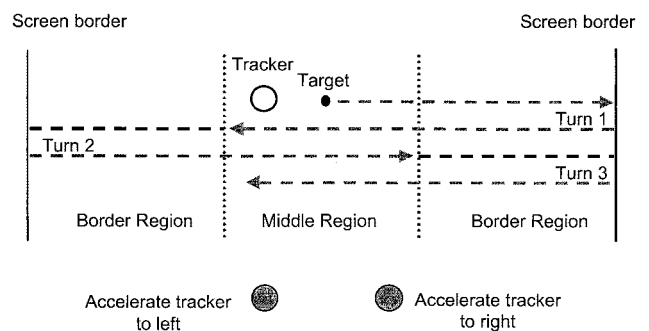 Screen border
Screen border
Tracker
Target
Turn 1
Turn 2
Turn 3
Border Region
Middle Region
Border Region
Accelerate tracker
to left
Accelerate tracker
to right